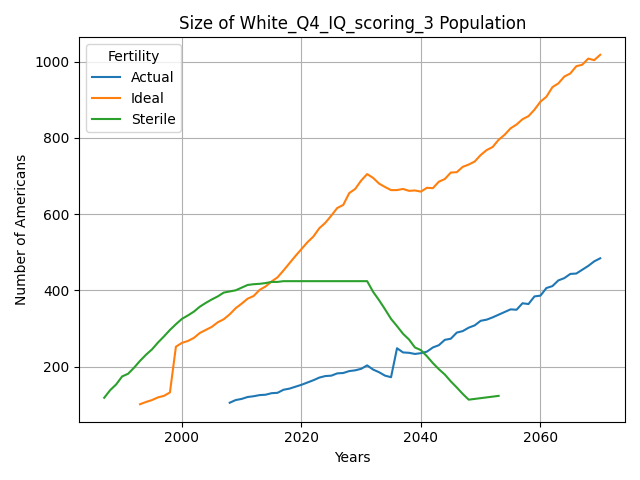 Size of White_Q4_IQ_scoring_3 Population
Fertility
Actual
Ideal
Sterile
Number of Americans
1000
800
600
400
200
2000
2020
2040
2060
Years